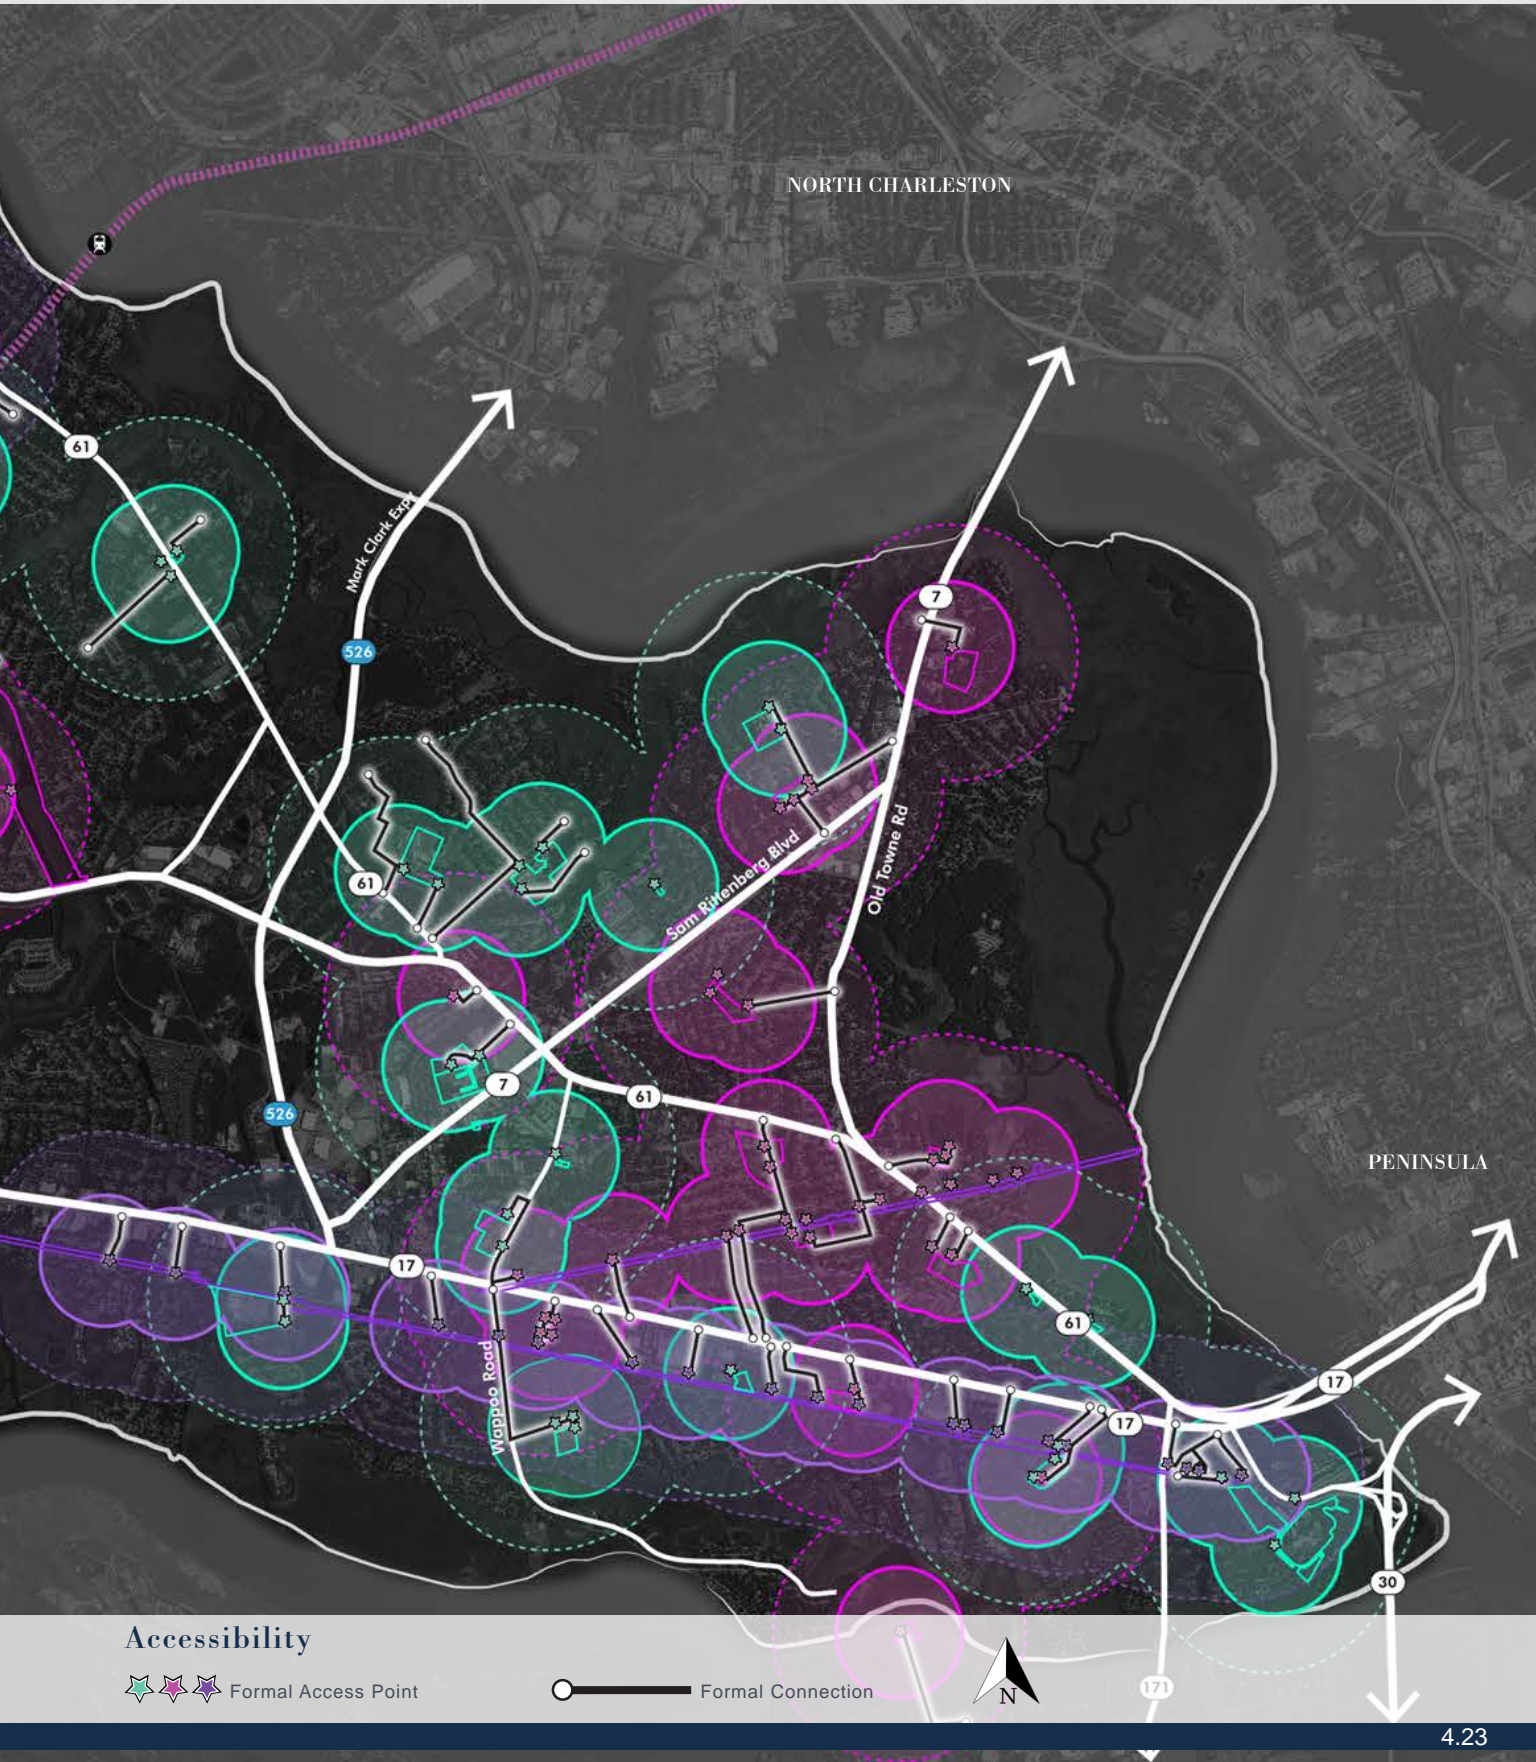 NORTH CHARLESTON
61
Mark Clark Expy
7
526
Old Towne Rd
61
Sam Rittenberg Blvd
7
61
526
PENINSULA
17
61
Wappoo Road
17
17
30
Accessibility
Formal Access Point
Formal Connection
N
171
4.23